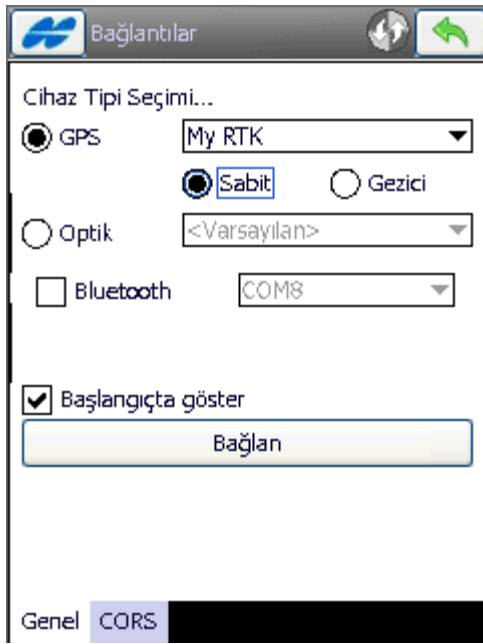 Bağlantılar
Cihaz Tipi Seçimi...
GPS My RTK
Sabit Gezici
Optik <Varsayılan>
Bluetooth COM8
Başlangıçta göster
Bağlan
Genel CORS